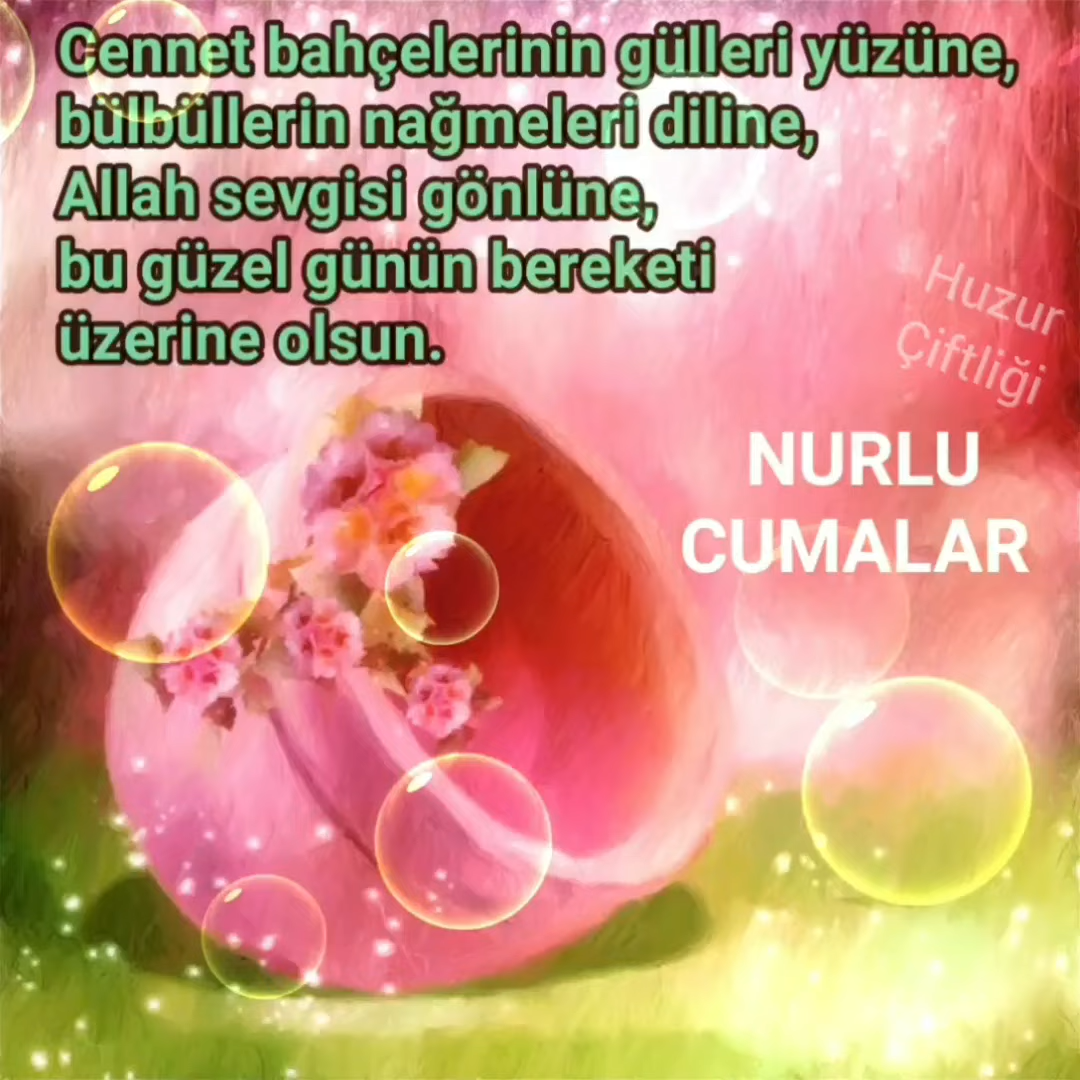 Cennet bahçelerinin gülleri yüzüne,
bülbüllerin nağmeleri diline,
Allah sevgisi gönlüne,
bu güzel günün bereketi
üzerine olsun.
Huzur
Çiftliği
NURLU
CUMALAR